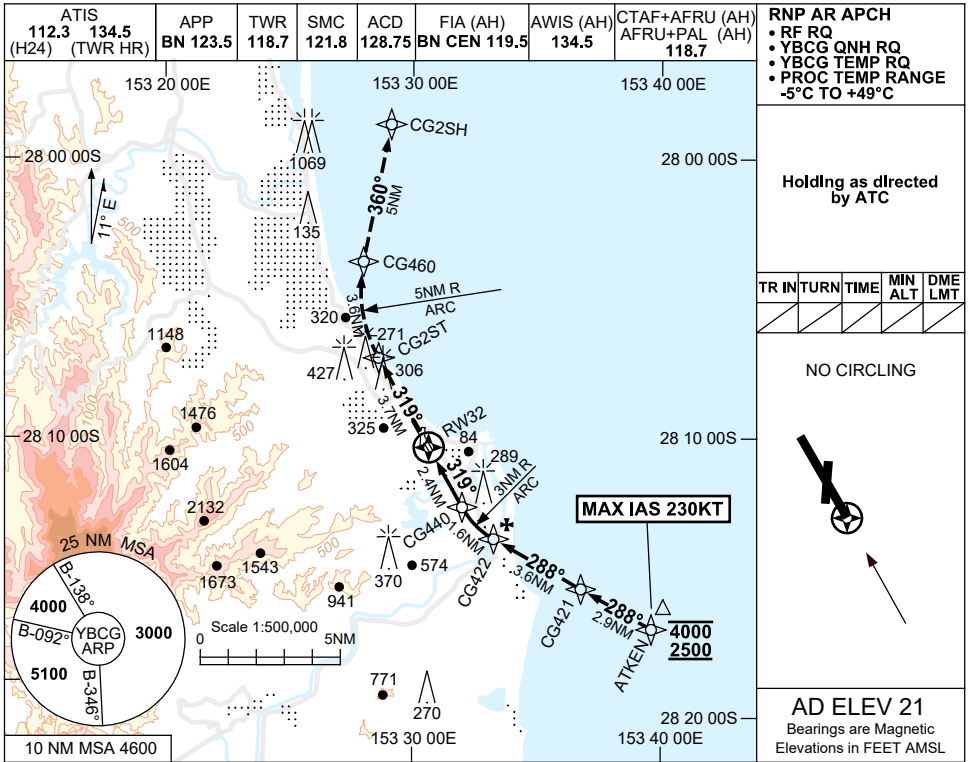 ATIS
112.3 134.5
(H24) (TWR HR)
APP
BN 123.5
TWR
118.7
SMC
121.8
ACD
128.75
FIA (AH)
BN CEN 119.5
AWIS (AH)
134.5
CTAF+AFRU (AH)
AFRU+PAL (AH)
118.7
RNP AR APCH
• RF RQ
• YBCG QNH RQ
• YBCG TEMP RQ
• PROC TEMP RANGE
-5°C TO +49°C
Holding as directed
by ATC
TR IN
TURN
TIME
MIN
ALT
DME
LMT
NO CIRCLING
AD ELEV 21
Bearings are Magnetic
Elevations in FEET AMSL
153 20 00E
153 30 00E
153 40 00E
28 00 00S
28 00 00S
11° E
500
1069
135
CG2SH
360°
5NM
CG460
5NM R
ARC
3.6NM
320
271
CG2ST
427
306
1148
500
1000
319°
3.7NM
325
RW32
84
28 10 00S
28 10 00S
1476
500
1604
319°
2.4NM
289
3NM R
ARC
MAX IAS 230KT
CG440
1.6NM
CG422
288°
3.6NM
CG421
288°
2.9NM
ATKEN
4000
2500
2132
1543
500
1673
370
574
941
25 NM MSA
B-138°
4000
B-092°
YBCG
ARP
3000
5100
B-346°
Scale 1:500,000
0
5NM
771
270
28 20 00S
10 NM MSA 4600
153 30 00E
153 40 00E